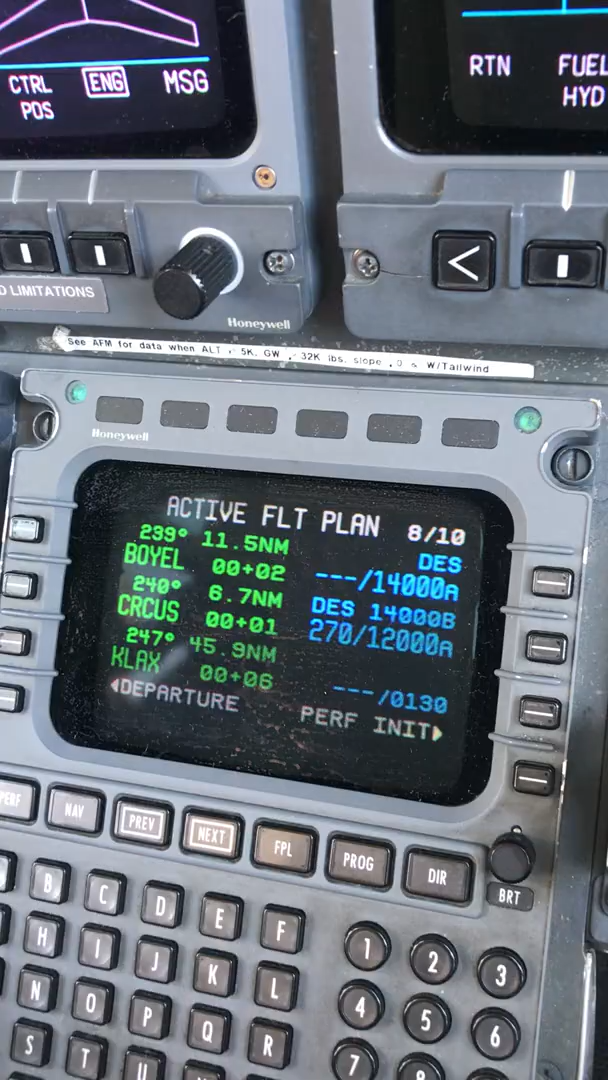 CTRL POS ENG MSG
RTN FUEL
HYD
D LIMITATIONS
Honeywell
See AFM for data when ALT 5K, GW 32K lbs. slope 0 & W/Tailwind
Honeywell
ACTIVE FLT PLAN 8/10
239° 11.5NM DES
BOYEL 00+02 ---/14000A
240° 6.7NM DES 14000B
CRCUS 00+01 270/12000A
247° 45.9NM
KLAX 00+06 ---/0130
◀DEPARTURE PERF INIT▶
PERF NAV PREV NEXT FPL PROG DIR
BRT
B C D E F
1 2 3
H I J K L
4 5 6
N O P Q R
7 8
S T U